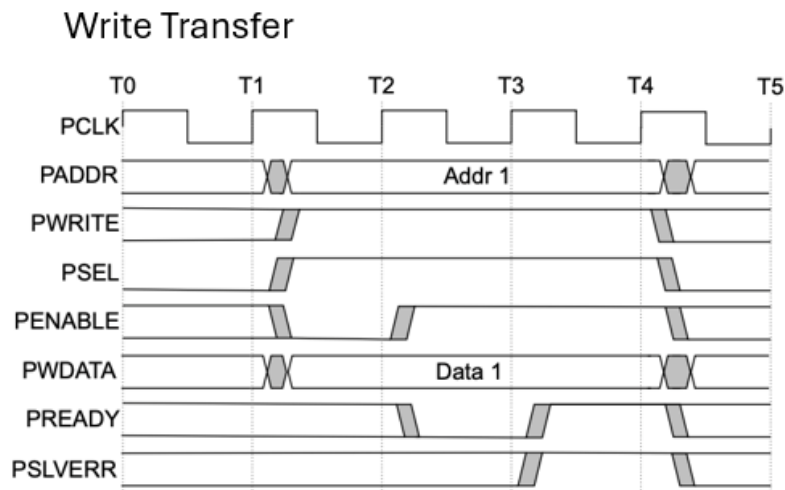 Write Transfer
T0 T1 T2 T3 T4 T5
PCLK
PADDR Addr 1
PWRITE
PSEL
PENABLE
PWDATA Data 1
PREADY
PSLVERR